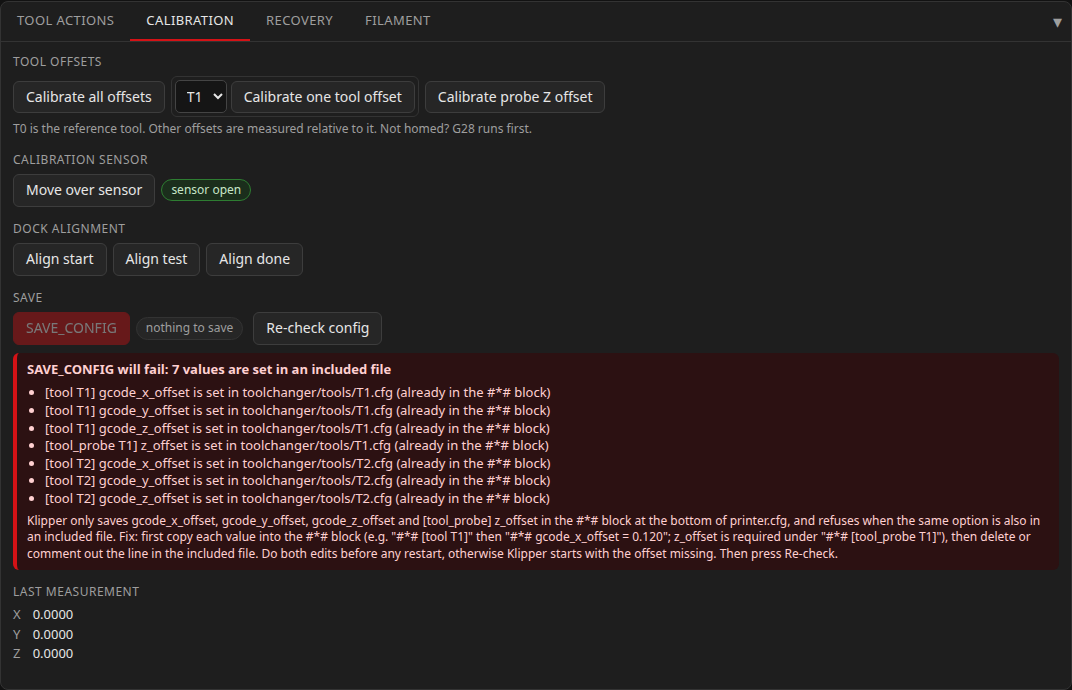 TOOL ACTIONS CALIBRATION RECOVERY FILAMENT ▼
TOOL OFFSETS
Calibrate all offsets T1 Calibrate one tool offset Calibrate probe Z offset
T0 is the reference tool. Other offsets are measured relative to it. Not homed? G28 runs first.
CALIBRATION SENSOR
Move over sensor sensor open
DOCK ALIGNMENT
Align start Align test Align done
SAVE
SAVE_CONFIG nothing to save Re-check config
SAVE_CONFIG will fail: 7 values are set in an included file
• [tool T1] gcode_x_offset is set in toolchanger/tools/T1.cfg (already in the #*# block)
• [tool T1] gcode_y_offset is set in toolchanger/tools/T1.cfg (already in the #*# block)
• [tool T1] gcode_z_offset is set in toolchanger/tools/T1.cfg (already in the #*# block)
• [tool_probe T1] z_offset is set in toolchanger/tools/T1.cfg (already in the #*# block)
• [tool T2] gcode_x_offset is set in toolchanger/tools/T2.cfg (already in the #*# block)
• [tool T2] gcode_y_offset is set in toolchanger/tools/T2.cfg (already in the #*# block)
• [tool T2] gcode_z_offset is set in toolchanger/tools/T2.cfg (already in the #*# block)
Klipper only saves gcode_x_offset, gcode_y_offset, gcode_z_offset and [tool_probe] z_offset in the #*# block at the bottom of printer.cfg, and refuses when the same option is also in
an included file. Fix: first copy each value into the #*# block (e.g. "#*# [tool T1]" then "#*# gcode_x_offset = 0.120"; z_offset is required under "#*# [tool_probe T1]"), then delete or
comment out the line in the included file. Do both edits before any restart, otherwise Klipper starts with the offset missing. Then press Re-check.
LAST MEASUREMENT
X 0.0000
Y 0.0000
Z 0.0000